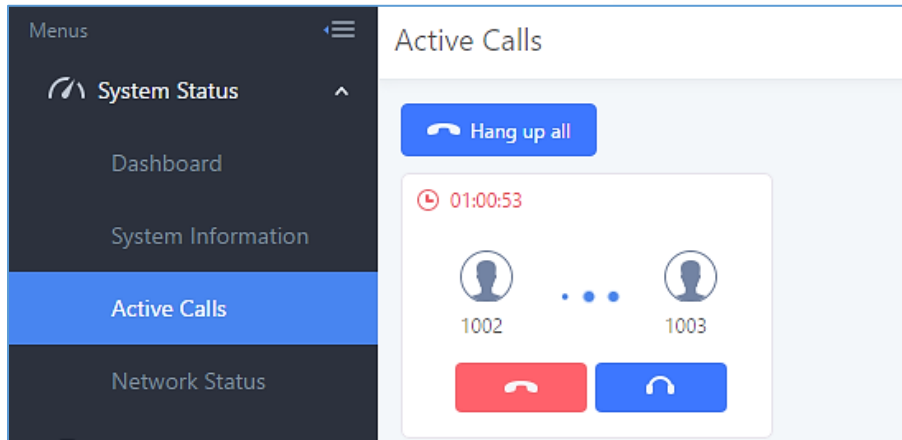 Menus
System Status
Dashboard
System Information
Active Calls
Network Status
Active Calls
Hang up all
01:00:53
1002
1003